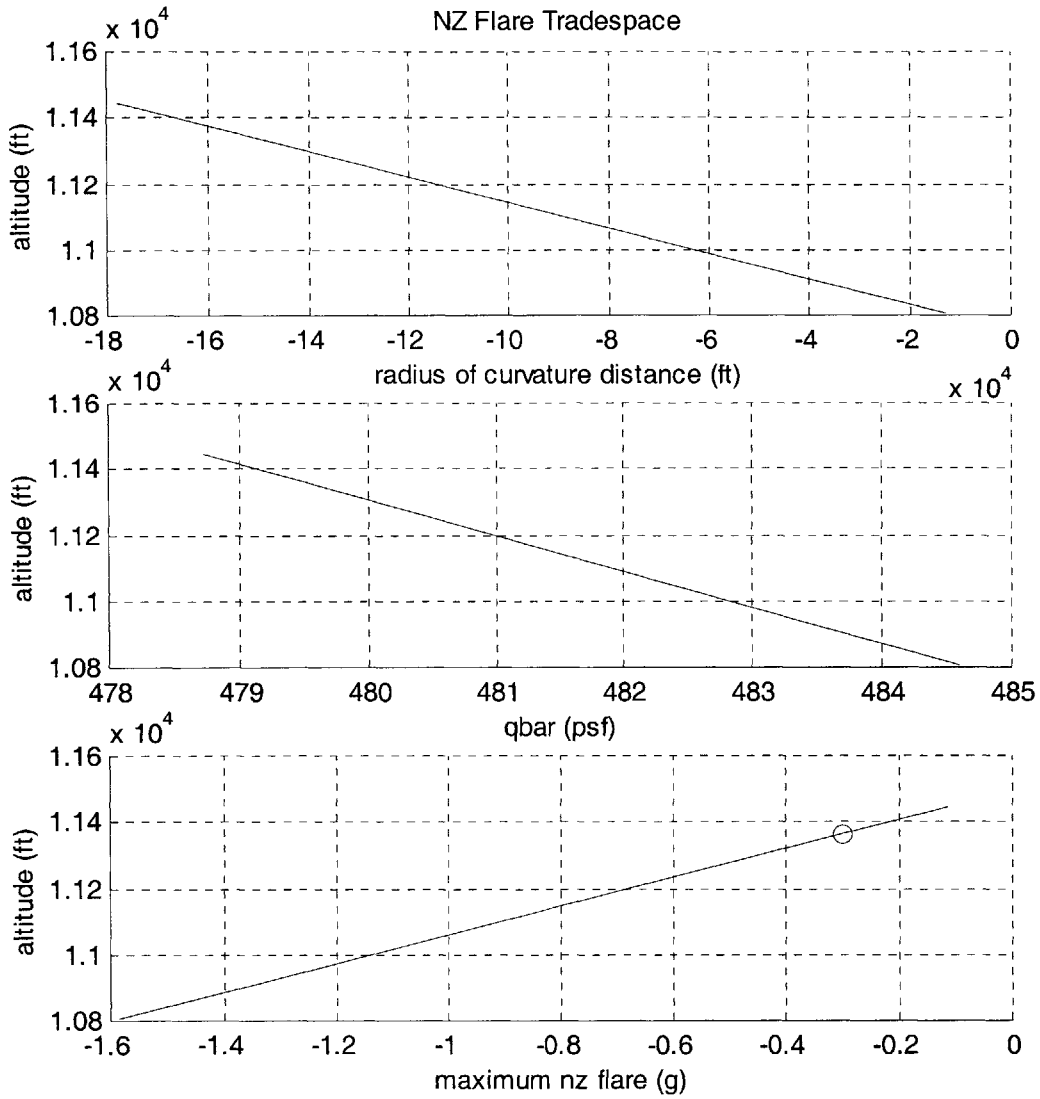 NZ Flare Tradespace
x 10^4
1.16
1.14
1.12
1.1
1.08
altitude (ft)
-18 -16 -14 -12 -10 -8 -6 -4 -2 0
radius of curvature distance (ft)
x 10^4
x 10^4
1.16
1.14
1.12
1.1
1.08
altitude (ft)
478 479 480 481 482 483 484 485
qbar (psf)
x 10^4
1.16
1.14
1.12
1.1
1.08
altitude (ft)
-1.6 -1.4 -1.2 -1 -0.8 -0.6 -0.4 -0.2 0
maximum nz flare (g)